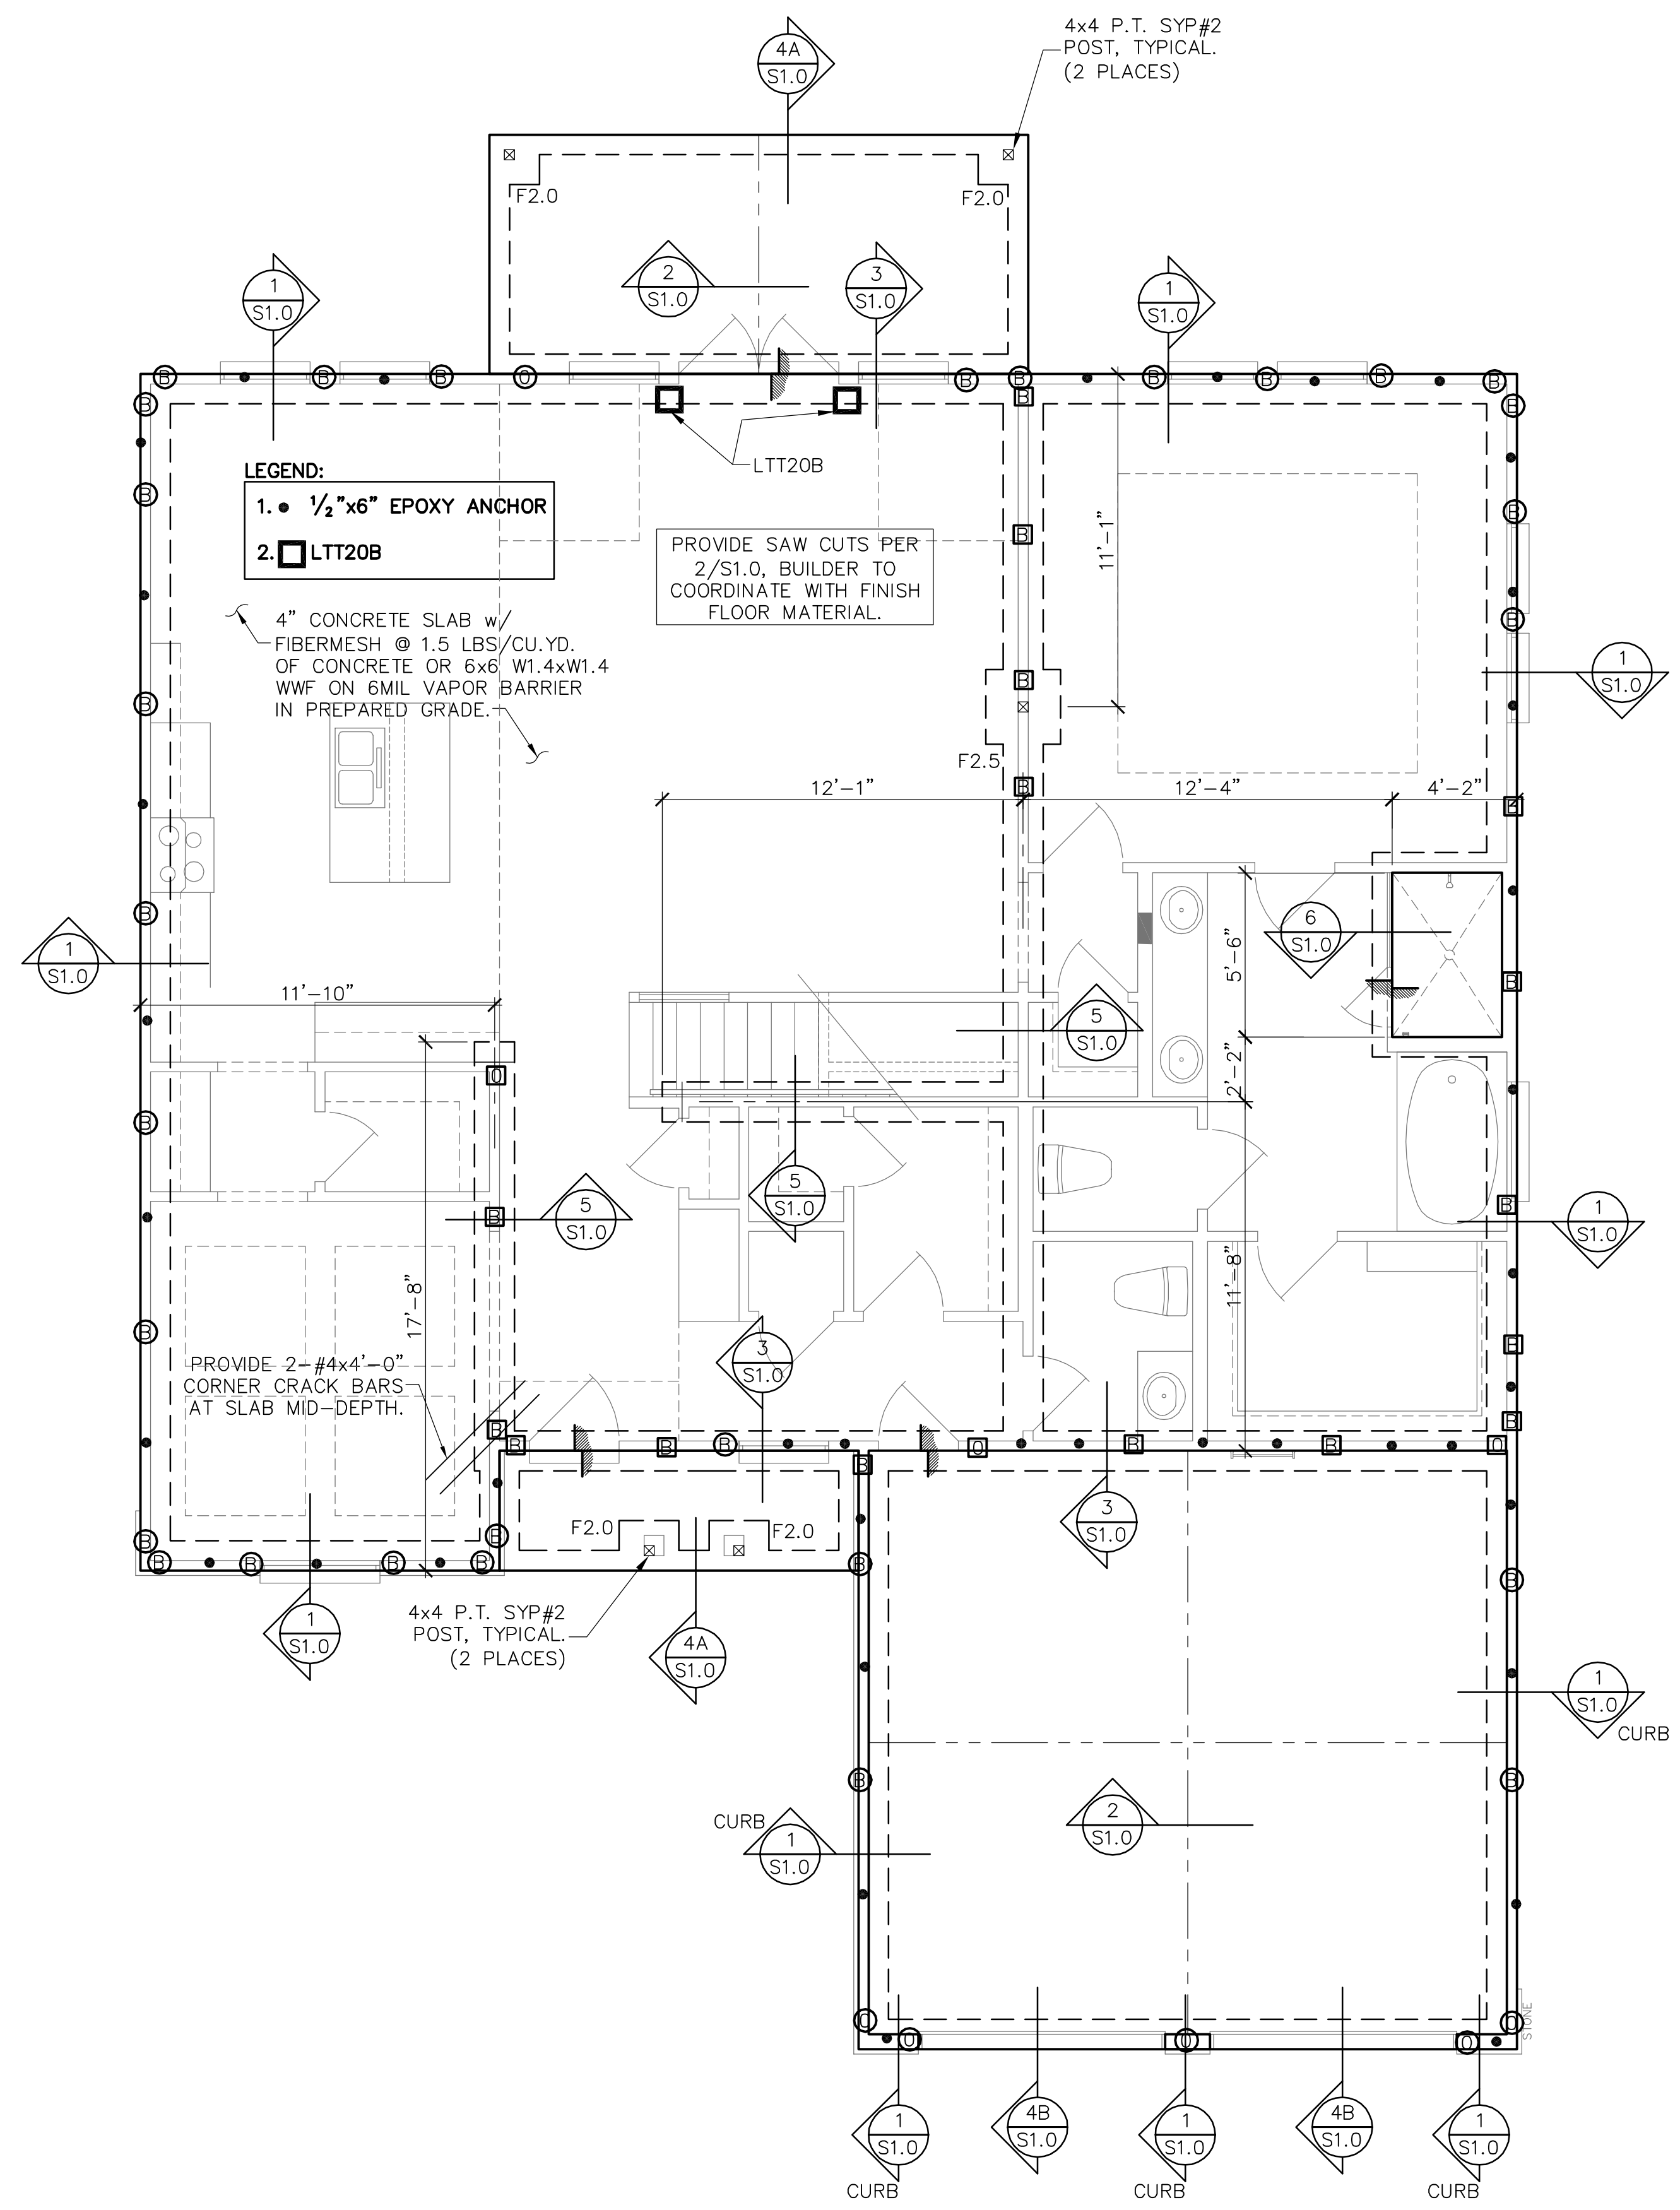 4A
S1.0
4x4 P.T. SYP#2
POST, TYPICAL.
(2 PLACES)
F2.0
F2.0
1
S1.0
2
S1.0
3
S1.0
1
S1.0
B
B
B
O
B
B
B
B
B
B
B
B
B
B
LTT20B
LEGEND:
1. ● 1/2"x6" EPOXY ANCHOR
2. LTT20B
B
B
B
PROVIDE SAW CUTS PER
2/S1.0, BUILDER TO
COORDINATE WITH FINISH
FLOOR MATERIAL.
11'-1"
4" CONCRETE SLAB w/
FIBERMESH @ 1.5 LBS/CU.YD.
OF CONCRETE OR 6x6 W1.4xW1.4
WWF ON 6MIL VAPOR BARRIER
IN PREPARED GRADE.
B
1
S1.0
B
B
F2.5
B
12'-1"
12'-4"
4'-2"
B
1
S1.0
6
S1.0
5'-6"
B
11'-10"
5
S1.0
2'-2"
O
B
5
S1.0
5
S1.0
B
B
1
S1.0
17'-8"
11'-8"
B
B
3
S1.0
PROVIDE 2-#4x4'-0"
CORNER CRACK BARS
AT SLAB MID-DEPTH.
B
B
B
B
B
O
B
B
O
B
3
S1.0
F2.0
F2.0
B
B
B
B
B
B
B
B
1
S1.0
4x4 P.T. SYP#2
POST, TYPICAL.
(2 PLACES)
4A
S1.0
1
S1.0
CURB
B
B
CURB
1
S1.0
2
S1.0
O
O
O
O
O
O
STONE
1
S1.0
CURB
4B
S1.0
1
S1.0
CURB
4B
S1.0
1
S1.0
CURB